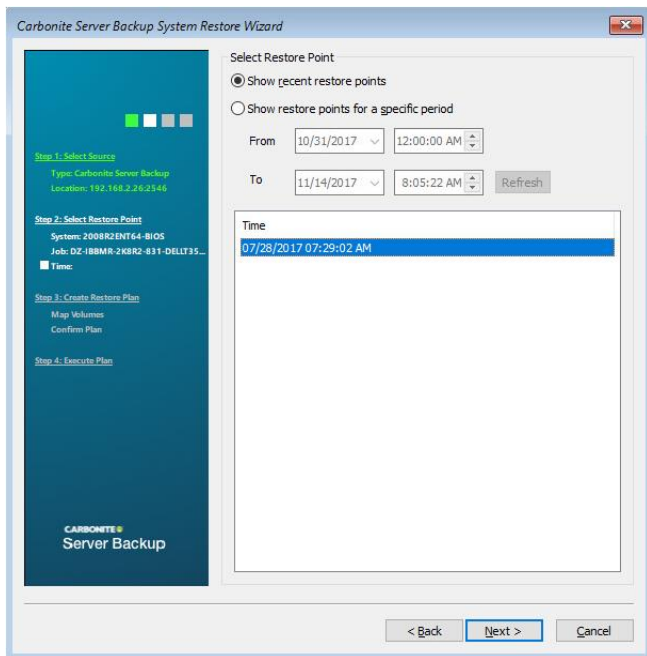 Carbonite Server Backup System Restore Wizard
Step 1: Select Source
Type: Carbonite Server Backup
Location: 192.168.2.26:2546
Step 2: Select Restore Point
System: 2008R2ENT64-BIOS
Job: DZ-IBBMR-2K8R2-831-DELLT35...
Time:
Step 3: Create Restore Plan
Map Volumes
Confirm Plan
Step 4: Execute Plan
CARBONITE
Server Backup
Select Restore Point
Show recent restore points
Show restore points for a specific period
From 10/31/2017 12:00:00 AM
To 11/14/2017 8:05:22 AM Refresh
Time
07/28/2017 07:29:02 AM
< Back Next > Cancel